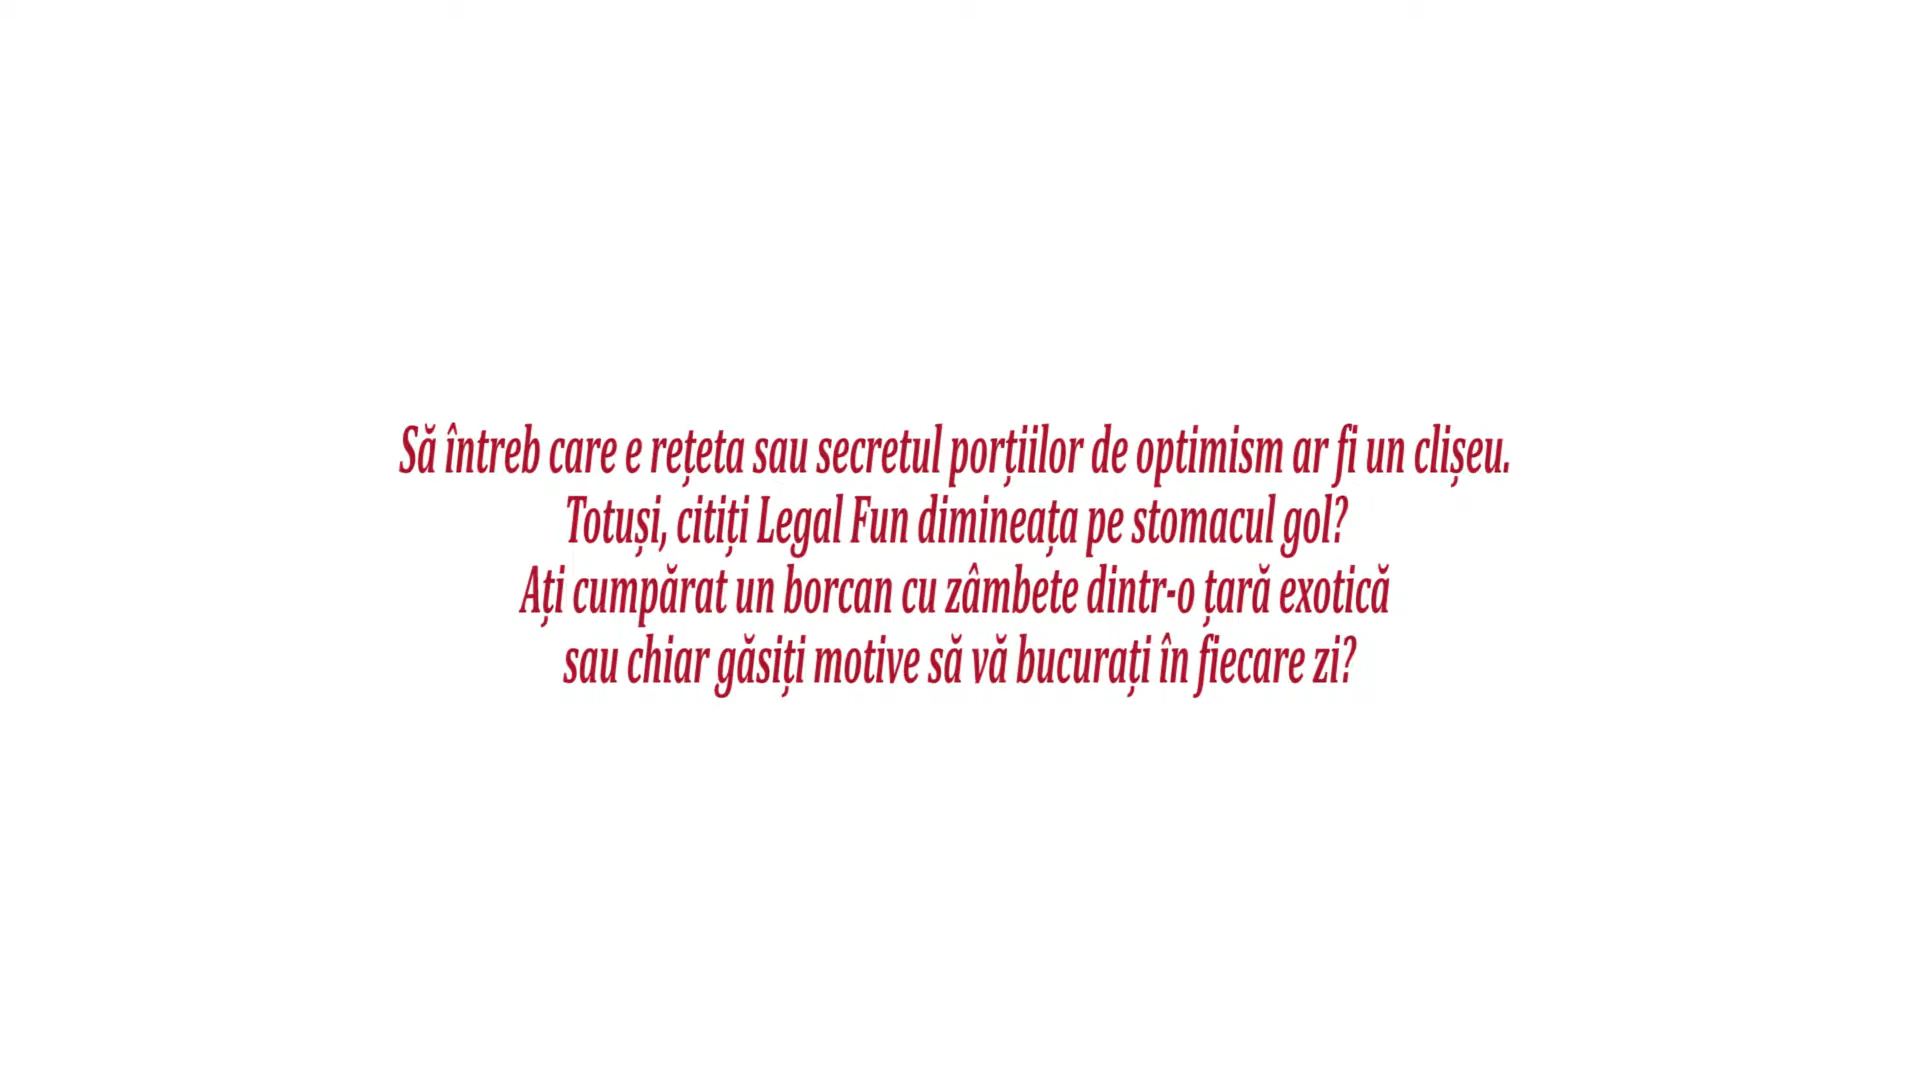 Să întreb care e rețeta sau secretul porțiilor de optimism ar fi un clișeu.
Totuși, citiți Legal Fun dimineața pe stomacul gol?
Ați cumpărat un borcan cu zâmbete dintr-o țară exotică
sau chiar găsiți motive să vă bucurați în fiecare zi?